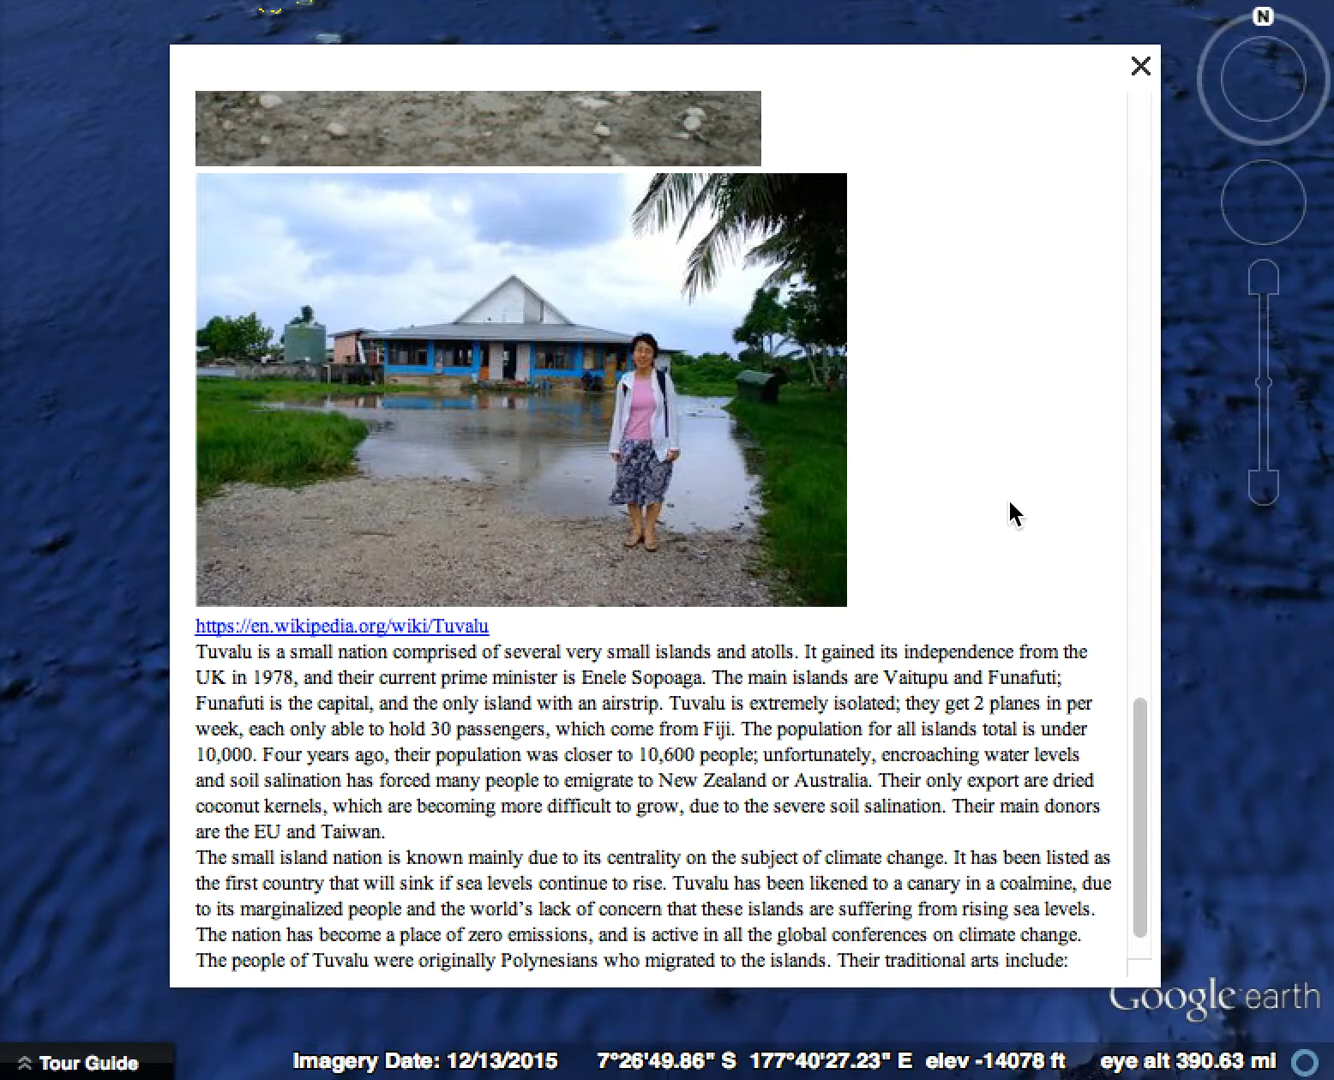 N
https://en.wikipedia.org/wiki/Tuvalu
Tuvalu is a small nation comprised of several very small islands and atolls. It gained its independence from the
UK in 1978, and their current prime minister is Enele Sopoaga. The main islands are Vaitupu and Funafuti;
Funafuti is the capital, and the only island with an airstrip. Tuvalu is extremely isolated; they get 2 planes in per
week, each only able to hold 30 passengers, which come from Fiji. The population for all islands total is under
10,000. Four years ago, their population was closer to 10,600 people; unfortunately, encroaching water levels
and soil salination has forced many people to emigrate to New Zealand or Australia. Their only export are dried
coconut kernels, which are becoming more difficult to grow, due to the severe soil salination. Their main donors
are the EU and Taiwan.
The small island nation is known mainly due to its centrality on the subject of climate change. It has been listed as
the first country that will sink if sea levels continue to rise. Tuvalu has been likened to a canary in a coalmine, due
to its marginalized people and the world’s lack of concern that these islands are suffering from rising sea levels.
The nation has become a place of zero emissions, and is active in all the global conferences on climate change.
The people of Tuvalu were originally Polynesians who migrated to the islands. Their traditional arts include:
Google earth
Tour Guide
Imagery Date: 12/13/2015 7°26'49.86" S 177°40'27.23" E elev -14078 ft eye alt 390.63 mi